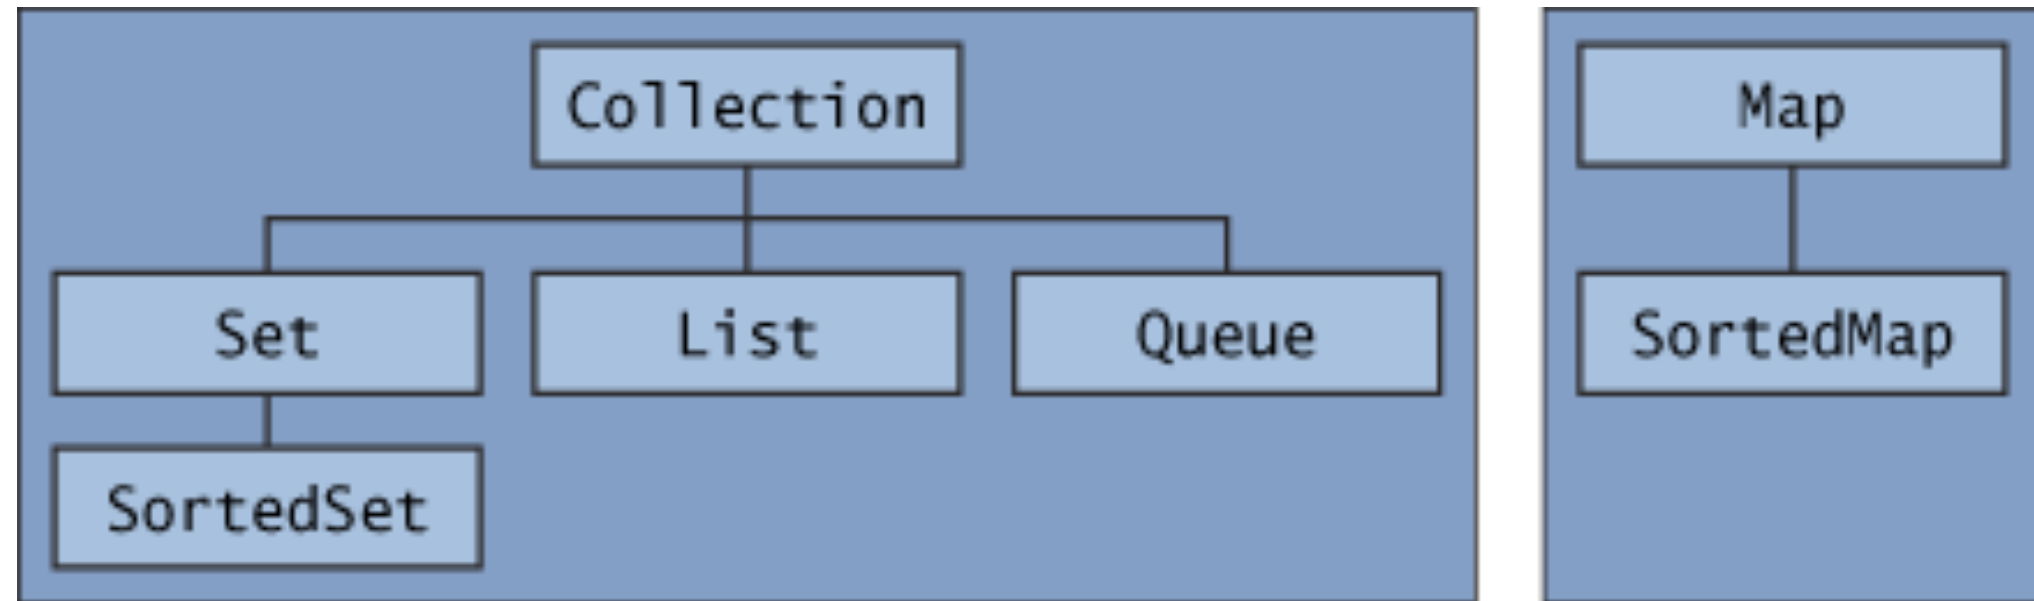 Collection
Map
Set
List
Queue
SortedMap
SortedSet